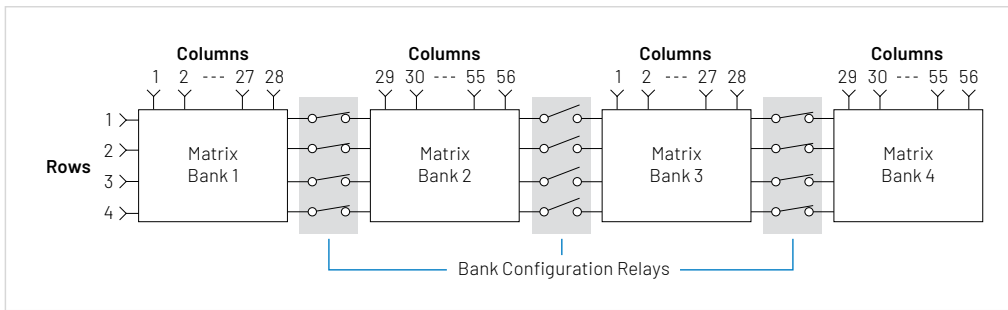 Columns Columns Columns Columns
1 2 --- 27 28 29 30 --- 55 56 1 2 --- 27 28 29 30 --- 55 56
1
2
Rows
3
4
Matrix
Bank 1
Matrix
Bank 2
Matrix
Bank 3
Matrix
Bank 4
Bank Configuration Relays